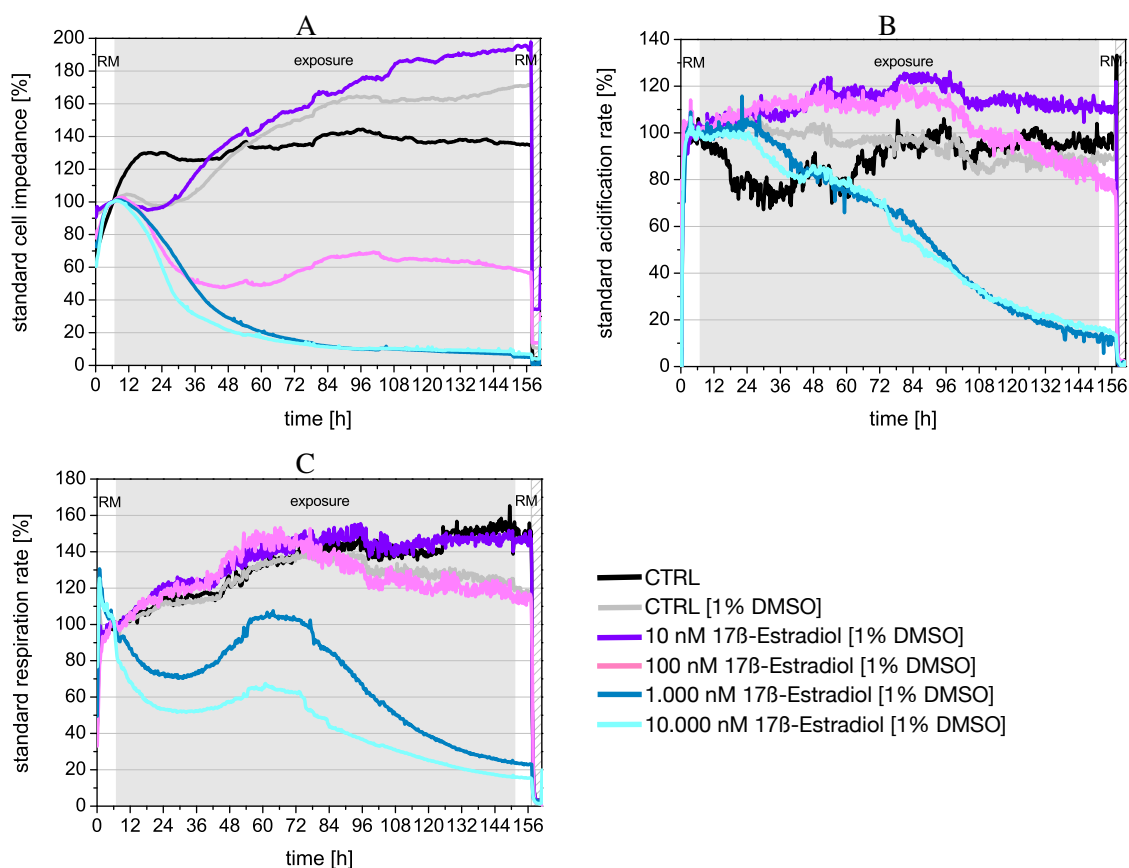 A
standard cell impedance [%]
200
180
160
140
120
100
80
60
40
20
0
RM
exposure
RM
0 12 24 36 48 60 72 84 96 108 120 132 144 156
time [h]
B
standard acidification rate [%]
140
120
100
80
60
40
20
0
RM
exposure
RM
0 12 24 36 48 60 72 84 96 108 120 132 144 156
time [h]
C
standard respiration rate [%]
180
160
140
120
100
80
60
40
20
0
RM
exposure
RM
0 12 24 36 48 60 72 84 96 108 120 132 144 156
time [h]
CTRL
CTRL [1% DMSO]
10 nM 17ß-Estradiol [1% DMSO]
100 nM 17ß-Estradiol [1% DMSO]
1.000 nM 17ß-Estradiol [1% DMSO]
10.000 nM 17ß-Estradiol [1% DMSO]